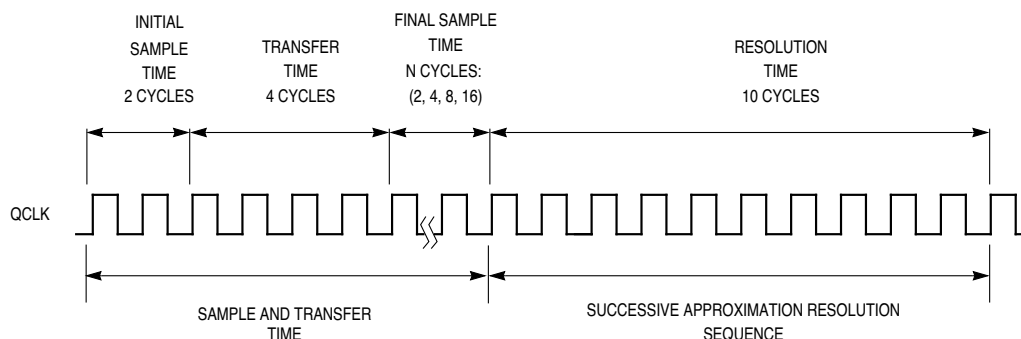 INITIAL
SAMPLE
TIME
2 CYCLES
TRANSFER
TIME
4 CYCLES
FINAL SAMPLE
TIME
N CYCLES:
(2, 4, 8, 16)
RESOLUTION
TIME
10 CYCLES
QCLK
SAMPLE AND TRANSFER
TIME
SUCCESSIVE APPROXIMATION RESOLUTION
SEQUENCE